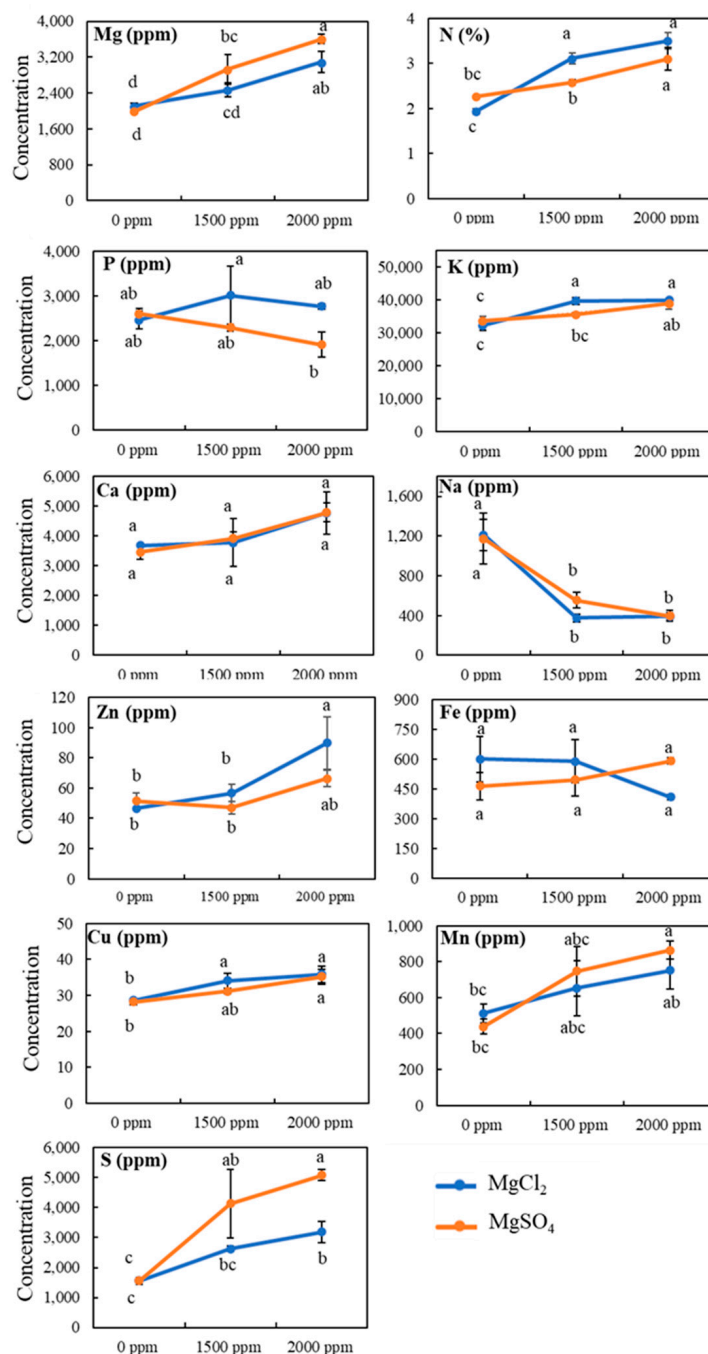 Mg (ppm)
4,000
3,200
2,400
1,600
800
0
Concentration
d
d
bc
cd
a
ab
0 ppm 1500 ppm 2000 ppm
N (%)
4
3
2
1
0
bc
c
a
b
a
a
0 ppm 1500 ppm 2000 ppm
P (ppm)
4,000
3,000
2,000
1,000
0
Concentration
ab
ab
a
ab
ab
b
0 ppm 1500 ppm 2000 ppm
K (ppm)
50,000
40,000
30,000
20,000
10,000
0
c
c
a
bc
a
ab
0 ppm 1500 ppm 2000 ppm
Ca (ppm)
6,000
5,000
4,000
3,000
2,000
1,000
0
Concentration
a
a
a
a
a
a
0 ppm 1500 ppm 2000 ppm
Na (ppm)
1,600
1,200
800
400
0
a
a
b
b
b
b
0 ppm 1500 ppm 2000 ppm
Zn (ppm)
120
100
80
60
40
20
0
Concentration
b
b
b
b
a
ab
0 ppm 1500 ppm 2000 ppm
Fe (ppm)
900
750
600
450
300
150
0
a
a
a
a
a
a
0 ppm 1500 ppm 2000 ppm
Cu (ppm)
50
40
30
20
10
0
Concentration
b
b
a
ab
a
a
0 ppm 1500 ppm 2000 ppm
Mn (ppm)
1,000
800
600
400
200
0
bc
bc
abc
abc
a
ab
0 ppm 1500 ppm 2000 ppm
S (ppm)
6,000
5,000
4,000
3,000
2,000
1,000
0
Concentration
c
c
ab
bc
a
b
0 ppm 1500 ppm 2000 ppm
MgCl₂
MgSO₄